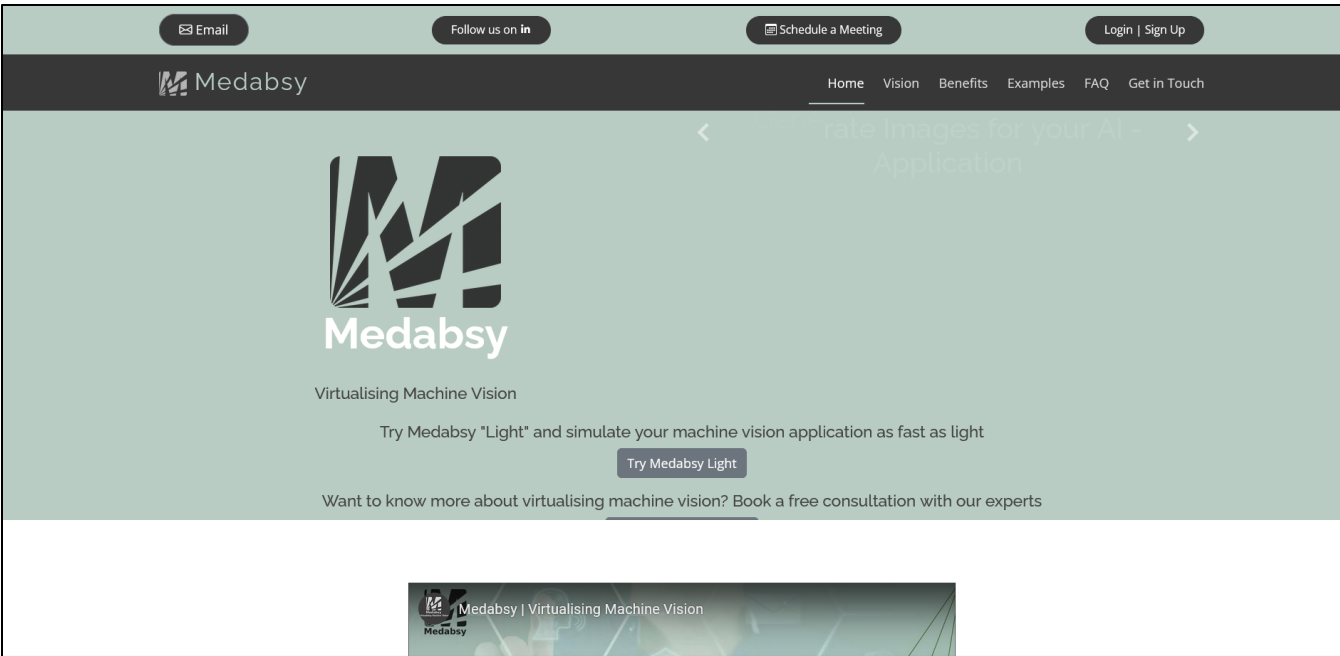 Email
Follow us on in
Schedule a Meeting
Login | Sign Up
Medabsy
Home Vision Benefits Examples FAQ Get in Touch
rate Images for your AI -
Application
Medabsy
Virtualising Machine Vision
Try Medabsy "Light" and simulate your machine vision application as fast as light
Try Medabsy Light
Want to know more about virtualising machine vision? Book a free consultation with our experts
Medabsy | Virtualising Machine Vision
Medabsy